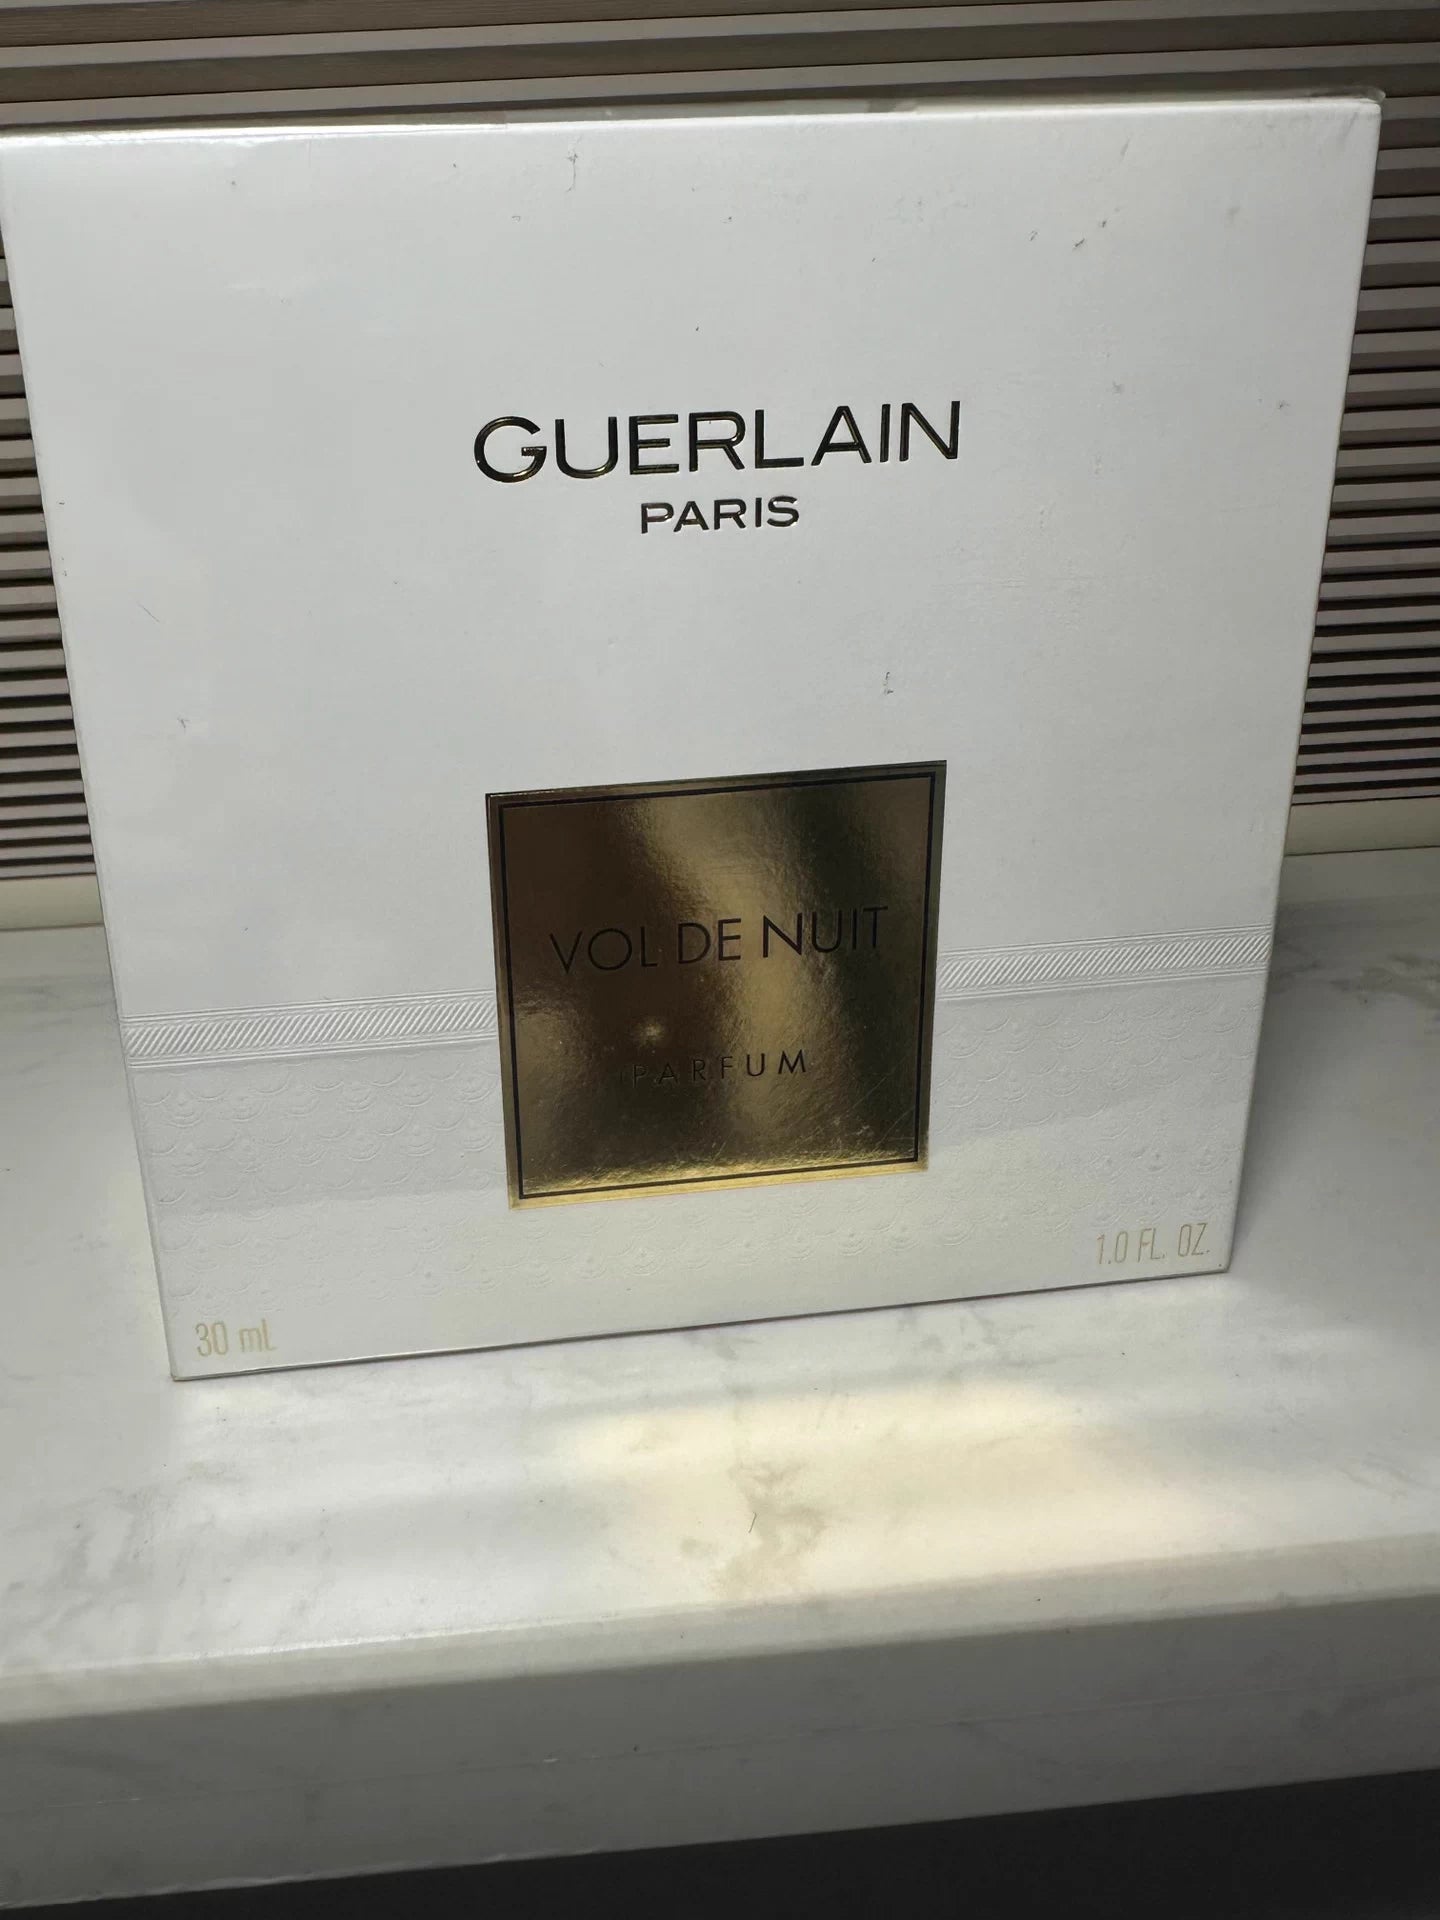 GUERLAIN
PARIS
VOL DE NUIT
PARFUM
30 mL
1.0 FL. OZ.